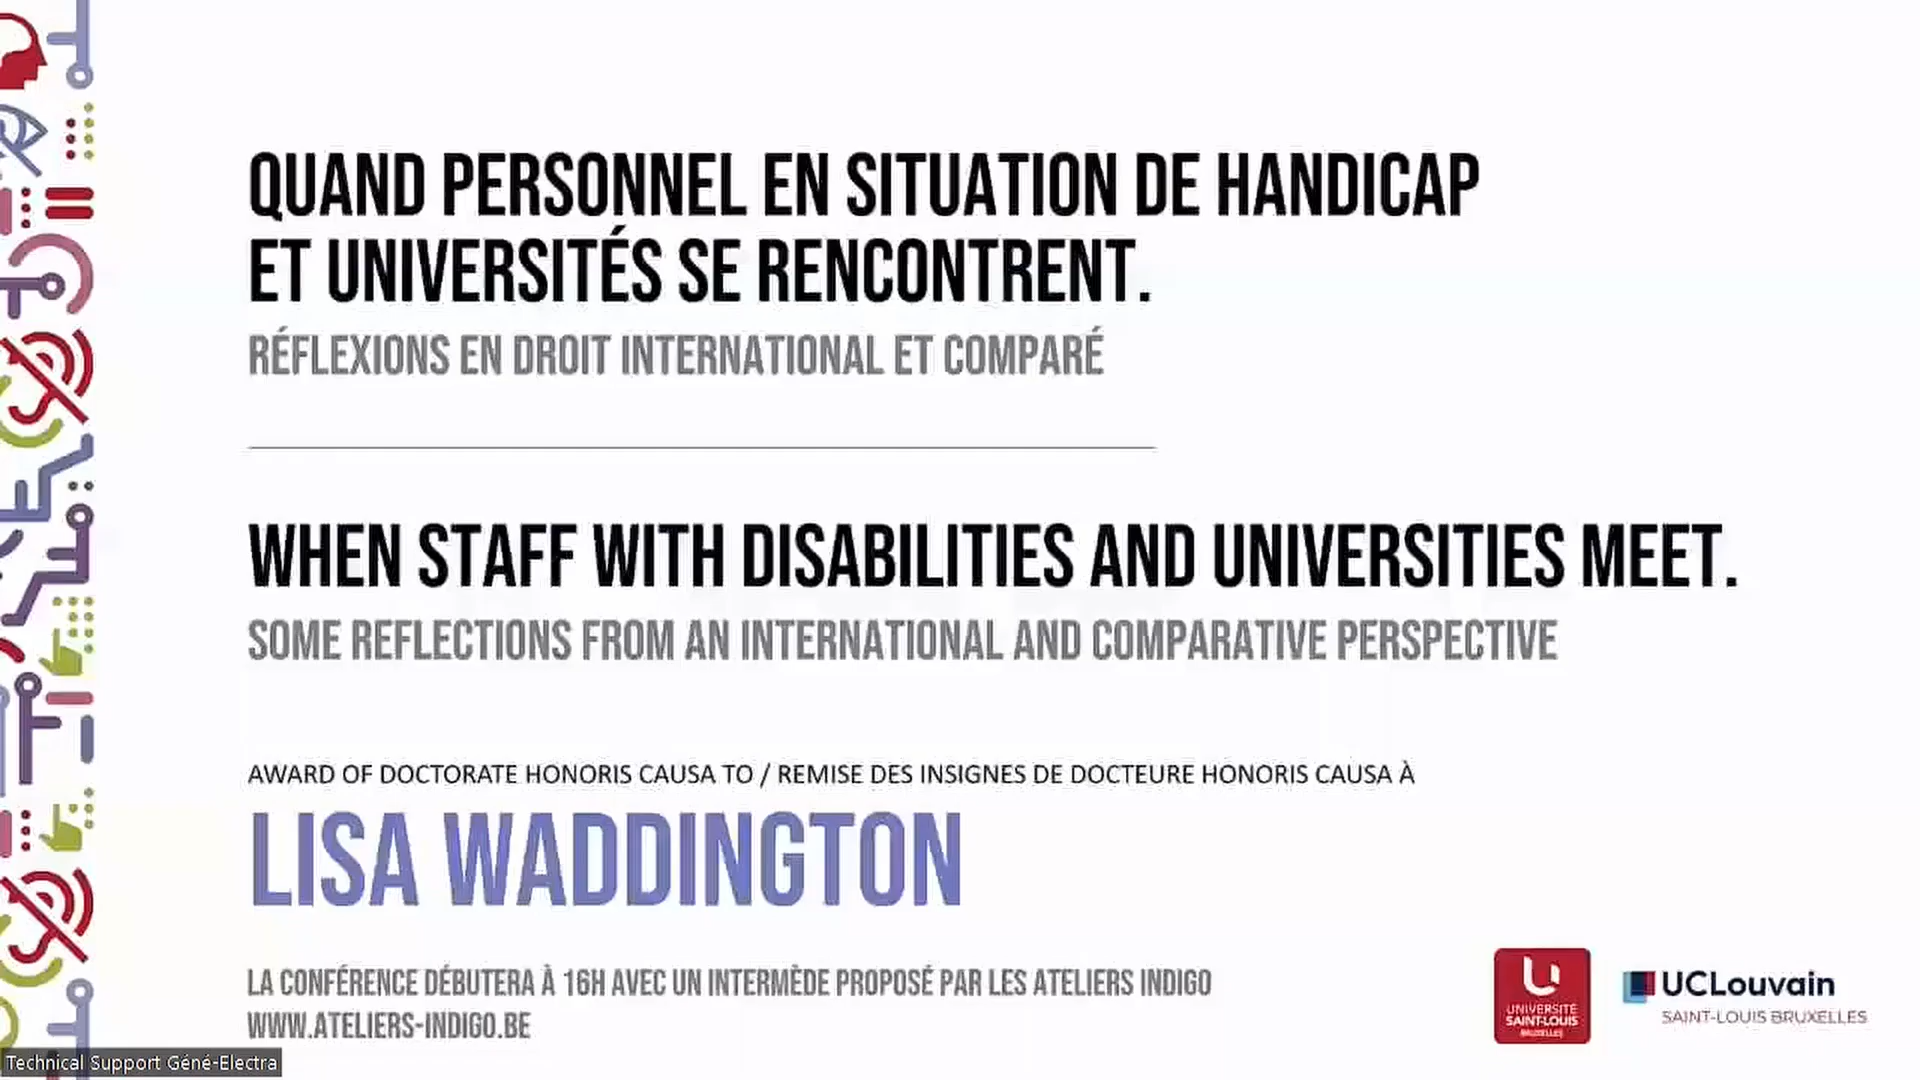 QUAND PERSONNEL EN SITUATION DE HANDICAP
ET UNIVERSITÉS SE RENCONTRENT.
RÉFLEXIONS EN DROIT INTERNATIONAL ET COMPARÉ
WHEN STAFF WITH DISABILITIES AND UNIVERSITIES MEET.
SOME REFLECTIONS FROM AN INTERNATIONAL AND COMPARATIVE PERSPECTIVE
AWARD OF DOCTORATE HONORIS CAUSA TO / REMISE DES INSIGNES DE DOCTEURE HONORIS CAUSA À
LISA WADDINGTON
LA CONFÉRENCE DÉBUTERA À 16H AVEC UN INTERMÈDE PROPOSÉ PAR LES ATELIERS INDIGO
WWW.ATELIERS-INDIGO.BE
UNIVERSITÉ
SAINT-LOUIS
BRUXELLES
UCLouvain
SAINT-LOUIS BRUXELLES
Technical Support Géné-Electra